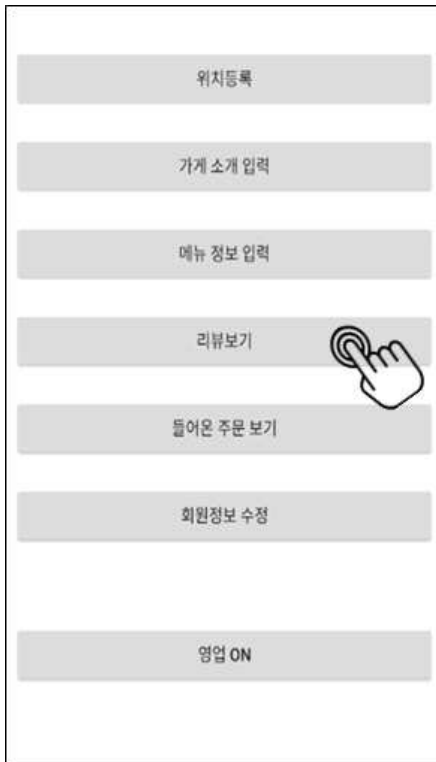 위치등록
가게 소개 입력
메뉴 정보 입력
리뷰보기
들어온 주문 보기
회원정보 수정
영업 ON